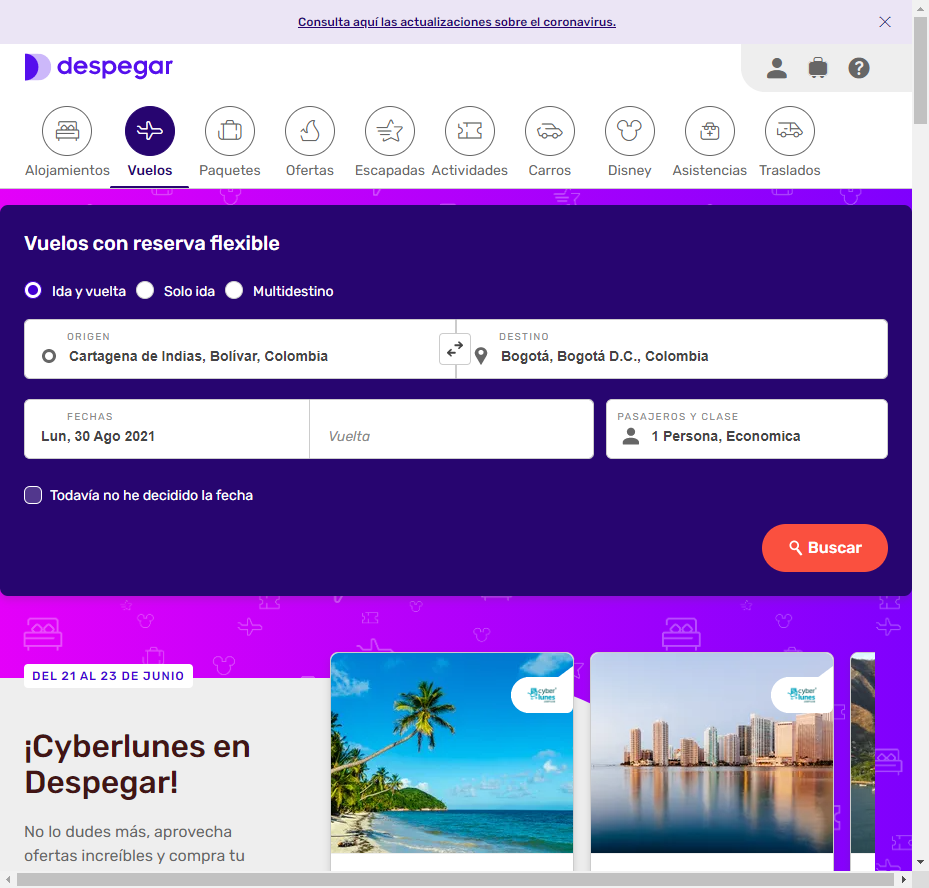 Consulta aquí las actualizaciones sobre el coronavirus.
despegar
Alojamientos
Vuelos
Paquetes
Ofertas
Escapadas
Actividades
Carros
Disney
Asistencias
Traslados
Vuelos con reserva flexible
Ida y vuelta
Solo ida
Multidestino
ORIGEN
Cartagena de Indias, Bolívar, Colombia
DESTINO
Bogotá, Bogotá D.C., Colombia
FECHAS
Lun, 30 Ago 2021
Vuelta
PASAJEROS Y CLASE
1 Persona, Economica
Todavía no he decidido la fecha
Buscar
DEL 21 AL 23 DE JUNIO
cyber
lunes
cyber
lunes
¡Cyberlunes en
Despegar!
No lo dudes más, aprovecha
ofertas increíbles y compra tu